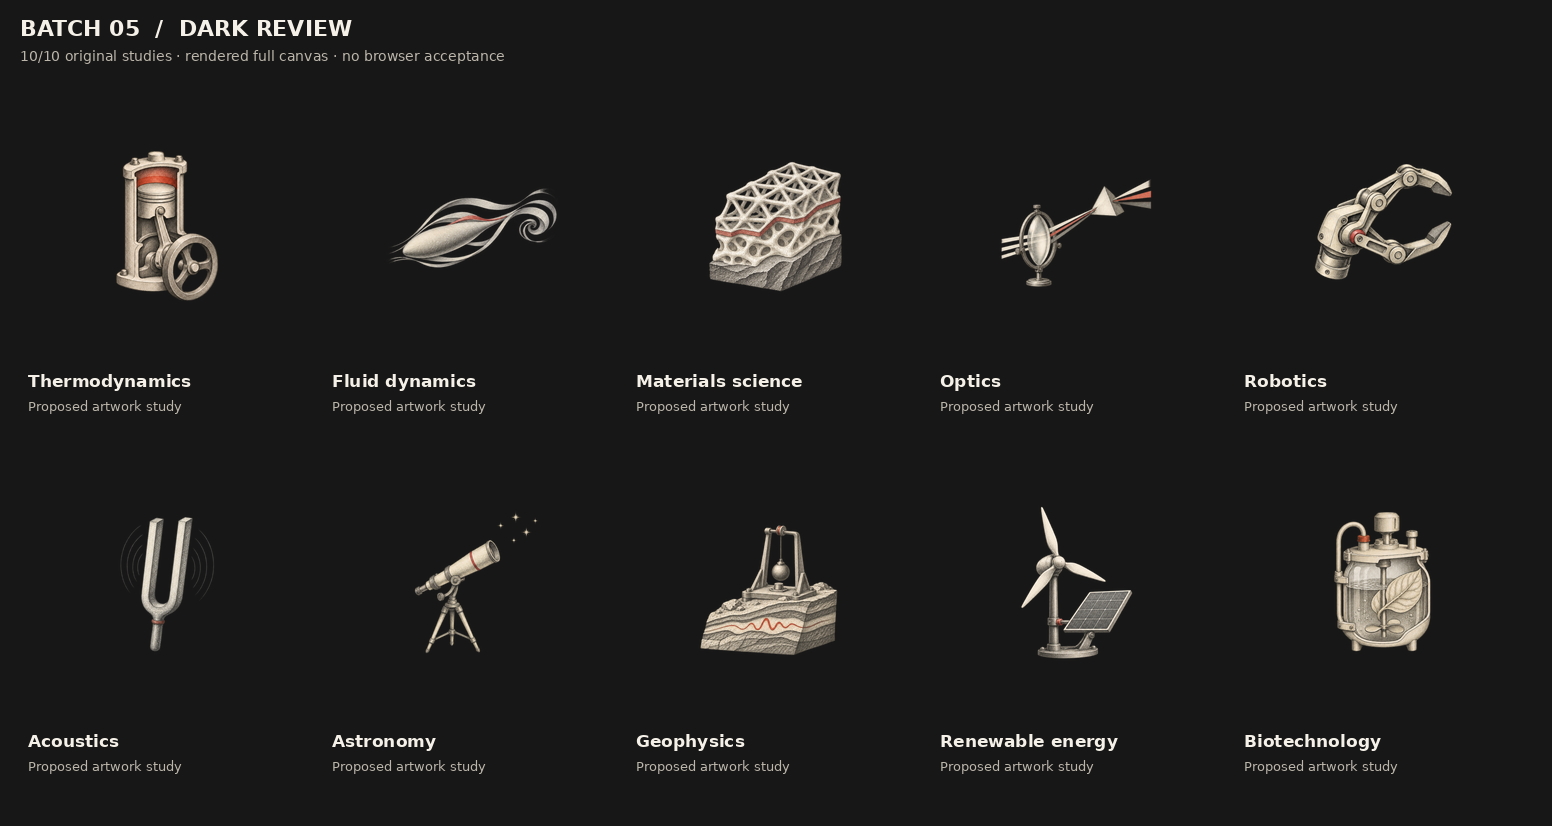 BATCH 05 / DARK REVIEW
10/10 original studies · rendered full canvas · no browser acceptance
Thermodynamics
Proposed artwork study
Fluid dynamics
Proposed artwork study
Materials science
Proposed artwork study
Optics
Proposed artwork study
Robotics
Proposed artwork study
Acoustics
Proposed artwork study
Astronomy
Proposed artwork study
Geophysics
Proposed artwork study
Renewable energy
Proposed artwork study
Biotechnology
Proposed artwork study